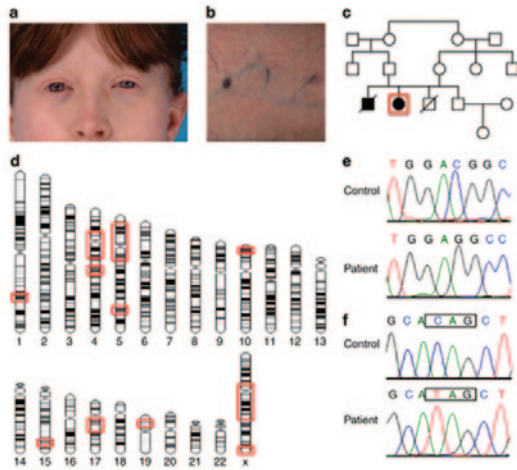 a
b
c
d
1 2 3 4 5 6 7 8 9 10 11 12 13
14 15 16 17 18 19 20 21 22 X
e
T G G A C G G C
Control
T G G A G G C C
Patient
f
G C A C A G C T
Control
G C A T A G C T
Patient